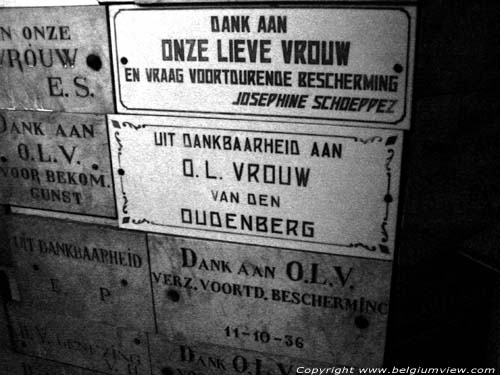 N ONZE
VROUW
E.S.
DANK AAN
ONZE LIEVE VROUW
EN VRAAG VOORTDURENDE BESCHERMING
JOSEPHINE SCHOEPPEZ
DANK AAN
O.L.V.
VOOR BEKOM.
GUNST
UIT DANKBAARHEID AAN
O.L. VROUW
VAN DEN
OUDENBERG
UIT DANKBAARHEID
E P
DANK AAN O.L.V.
VERZ. VOORTD. BESCHERMING
11-10-36
GENEZING
V.H.
DANK AAN O.L.V.
Copyright www.belgiumview.com